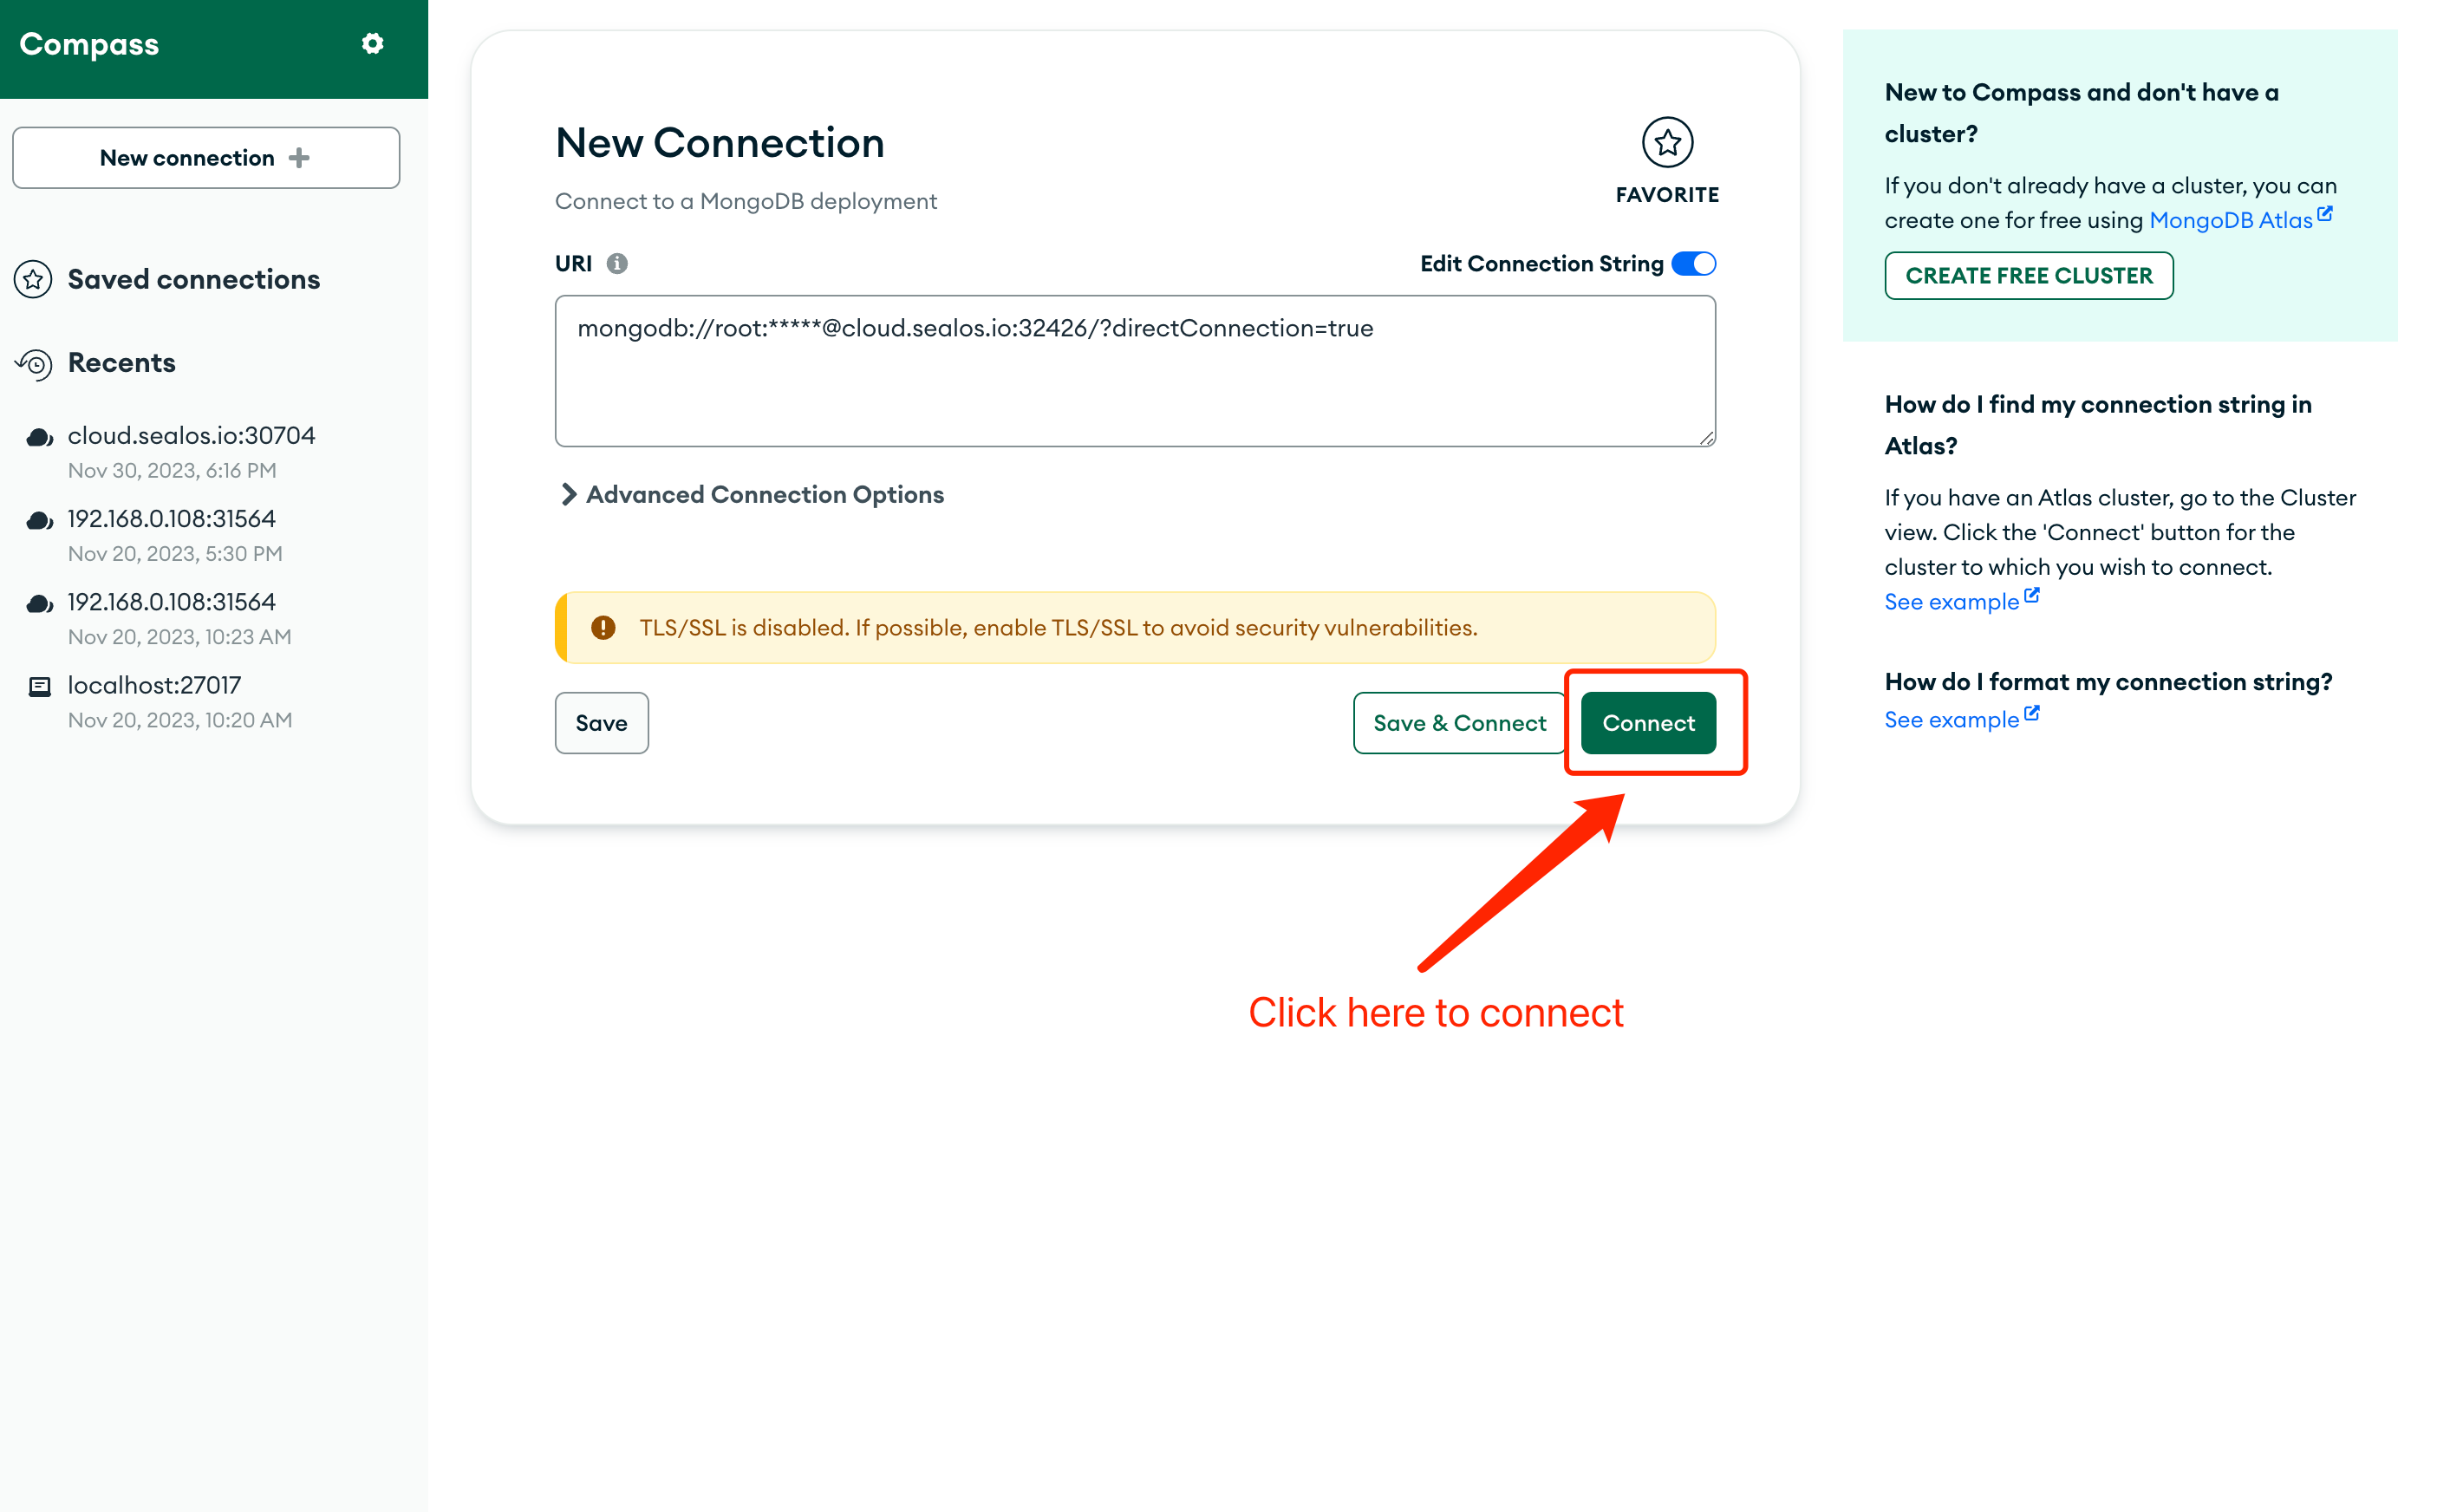 Compass
New connection
Saved connections
Recents
cloud.sealos.io:30704
Nov 30, 2023, 6:16 PM
192.168.0.108:31564
Nov 20, 2023, 5:30 PM
192.168.0.108:31564
Nov 20, 2023, 10:23 AM
localhost:27017
Nov 20, 2023, 10:20 AM
New Connection
FAVORITE
Connect to a MongoDB deployment
URI
Edit Connection String
mongodb://root:*****@cloud.sealos.io:32426/?directConnection=true
Advanced Connection Options
TLS/SSL is disabled. If possible, enable TLS/SSL to avoid security vulnerabilities.
Save
Save & Connect
Connect
Click here to connect
New to Compass and don't have a
cluster?
If you don't already have a cluster, you can
create one for free using MongoDB Atlas
CREATE FREE CLUSTER
How do I find my connection string in
Atlas?
If you have an Atlas cluster, go to the Cluster
view. Click the 'Connect' button for the
cluster to which you wish to connect.
See example
How do I format my connection string?
See example